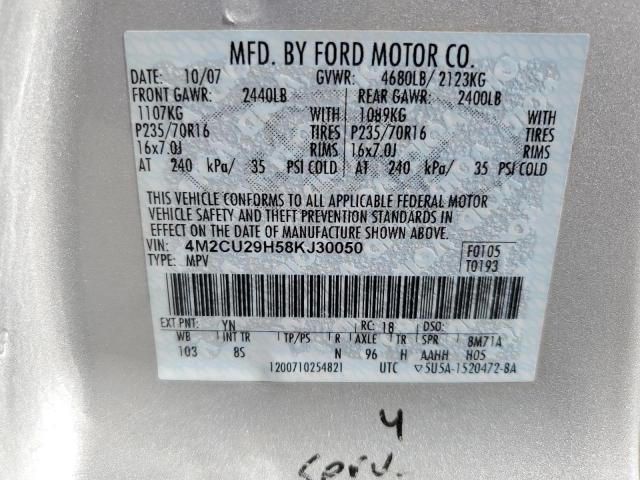 MFD. BY FORD MOTOR CO.
DATE: 10/07 GVWR: 4680LB/ 2123KG
FRONT GAWR: 2440LB REAR GAWR: 2400LB
1107KG WITH 1089KG WITH
P235/70R16 TIRES P235/70R16 TIRES
16x7.0J RIMS 16x7.0J RIMS
AT 240 kPa/ 35 PSI COLD AT 240 kPa/ 35 PSI COLD
THIS VEHICLE CONFORMS TO ALL APPLICABLE FEDERAL MOTOR
VEHICLE SAFETY AND THEFT PREVENTION STANDARDS IN EFFECT ON
THE DATE OF MANUFACTURE SHOWN ABOVE.
VIN: 4M2CU29H58KJ30050 F0105
TYPE: MPV T0193
EXT PNT: YN RC: 18 DSO:
WB INT TR TP/PS R AXLE TR SPR 8M71A
103 8S N 96 H AAHH H05
1200710254821 UTC ▽5U5A-1520472-BA
4